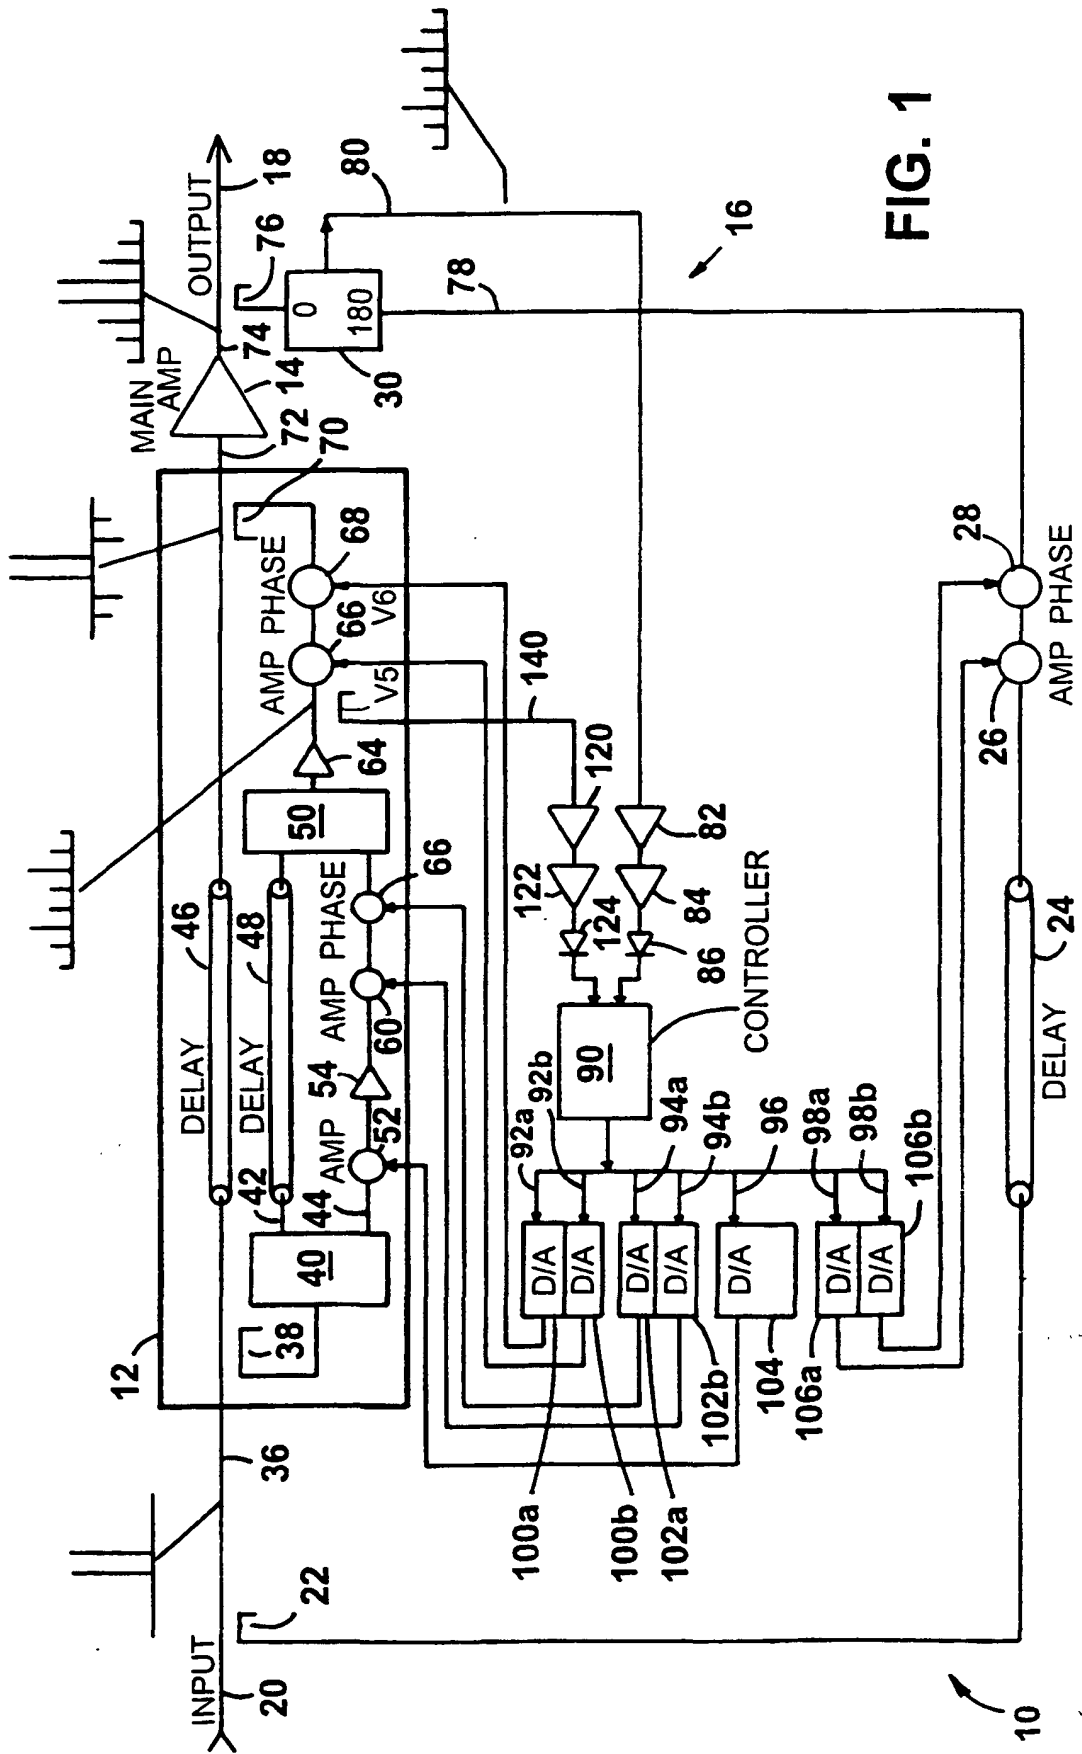 INPUT
20
22
36
12
38
40
42
44
DELAY
46
DELAY
48
AMP
52
54
AMP PHASE
60
66
50
64
AMP PHASE
66
68
V5
V6
70
72
MAIN
AMP
14
74
OUTPUT
18
76
0
180
30
80
78
16
140
120
122
124
82
84
86
90
CONTROLLER
92a
92b
94a
94b
96
98a
98b
D/A
D/A
D/A
D/A
D/A
D/A
D/A
100a
100b
102a
102b
104
106a
106b
DELAY
24
26
28
AMP PHASE
10
FIG. 1